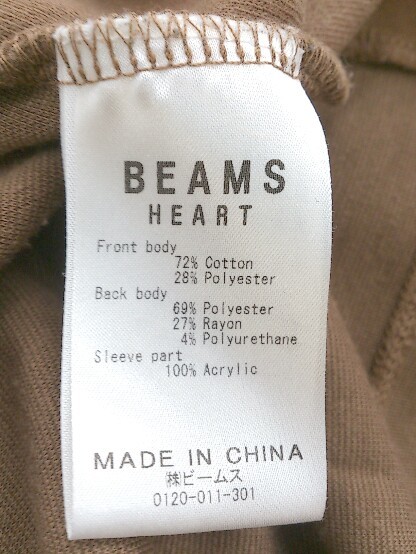 BEAMS
HEART
Front body
72% Cotton
28% Polyester
Back body
69% Polyester
27% Rayon
4% Polyurethane
Sleeve part
100% Acrylic
MADE IN CHINA
㈱ビームス
0120-011-301